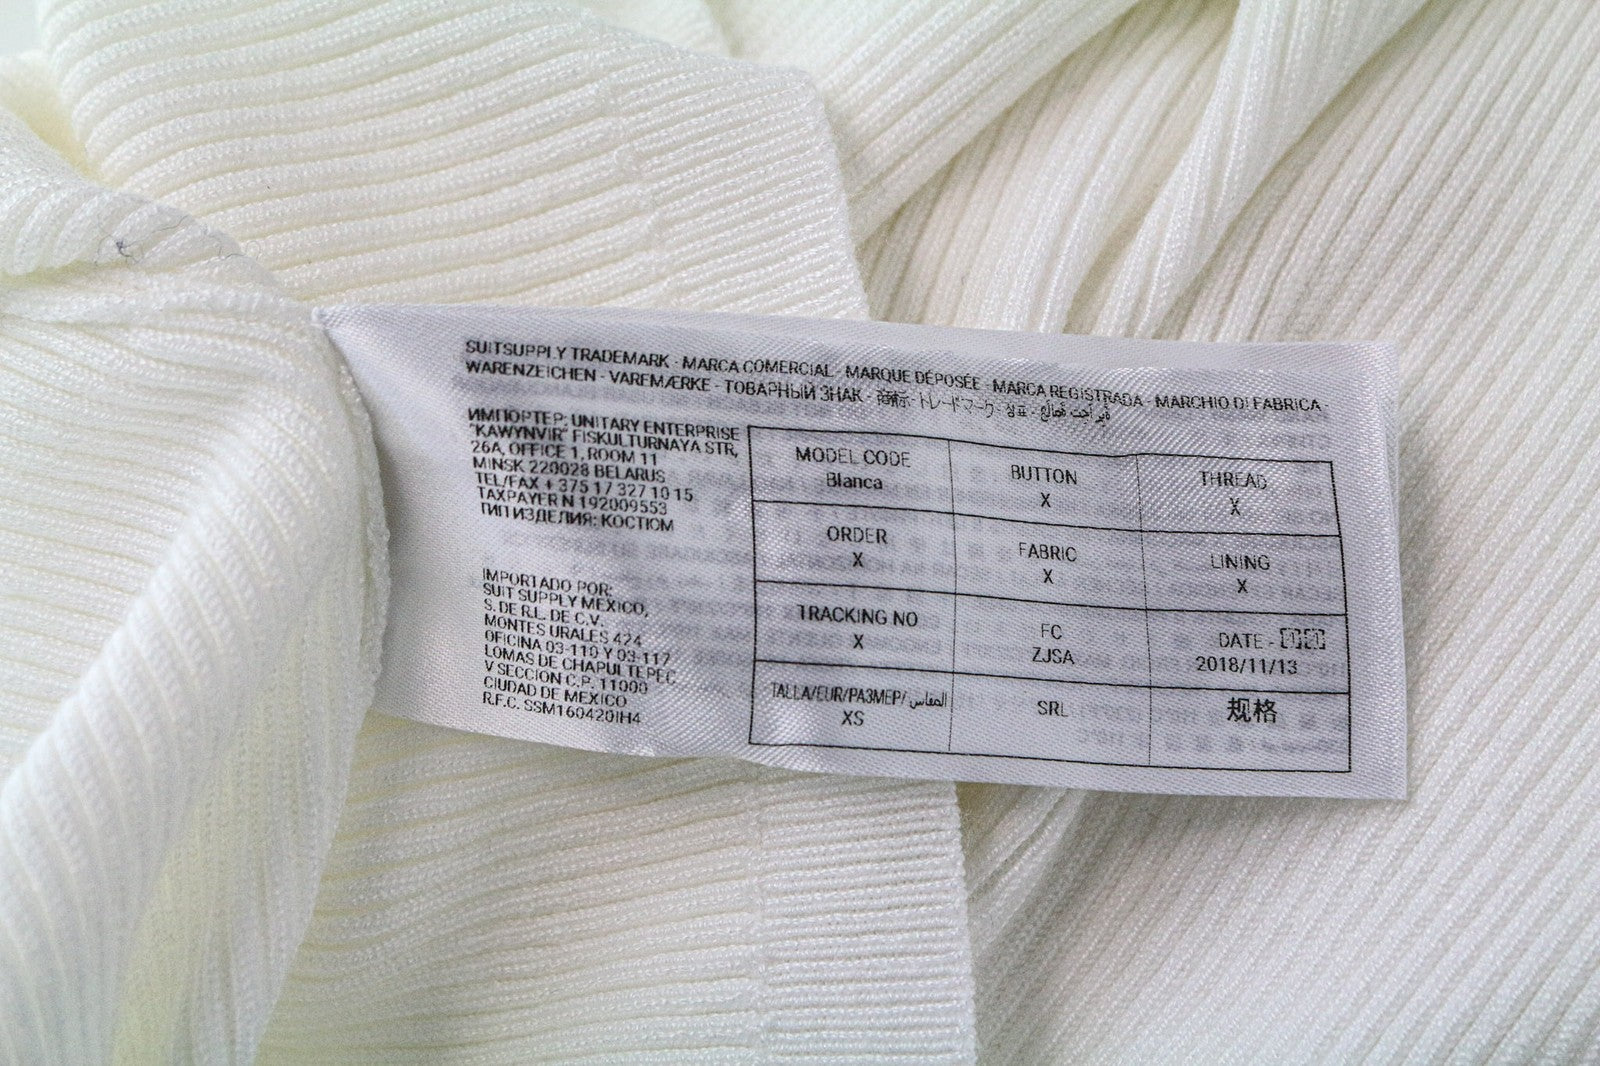 SUITSUPPLY TRADEMARK - MARCA COMERCIAL - MARQUE DÉPOSÉE - MARCA REGISTRADA - MARCHIO DI FABRICA -
WARENZEICHEN - VAREMÆRKE - ТОВАРНЫЙ ЗНАК - 商标 - トレードマーク - 상표 -
ИМПОРТЕР: UNITARY ENTERPRISE
"KAWYNVIR" FISKULTURNAYA STR,
26A, OFFICE 1, ROOM 11
MINSK 220028 BELARUS
TEL/FAX + 375 17 327 10 15
TAXPAYER N 192009553
ТИП ИЗДЕЛИЯ: КОСТЮМ
IMPORTADO POR:
SUIT SUPPLY MEXICO,
S. DE R.L. DE C.V.
MONTES URALES 424
OFICINA 03-110 Y 03-117
LOMAS DE CHAPULTEPEC
V SECCION C.P. 11000
CIUDAD DE MEXICO
R.F.C. SSM160420IH4
MODEL CODE
Blanca
BUTTON
X
THREAD
X
ORDER
X
FABRIC
X
LINING
X
TRACKING NO
X
FC
ZJSA
DATE -
2018/11/13
TALLA/EUR/РАЗМЕР/المقاس
XS
SRL
规格